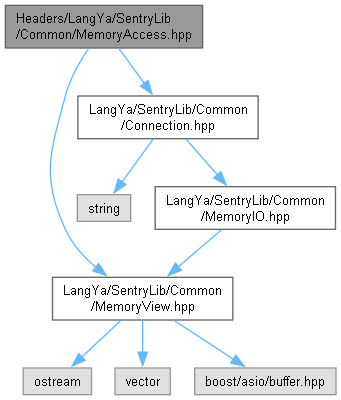 Headers/LangYa/SentryLib
/Common/MemoryAccess.hpp
LangYa/SentryLib/Common
/Connection.hpp
string
LangYa/SentryLib/Common
/MemoryIO.hpp
LangYa/SentryLib/Common
/MemoryView.hpp
ostream
vector
boost/asio/buffer.hpp